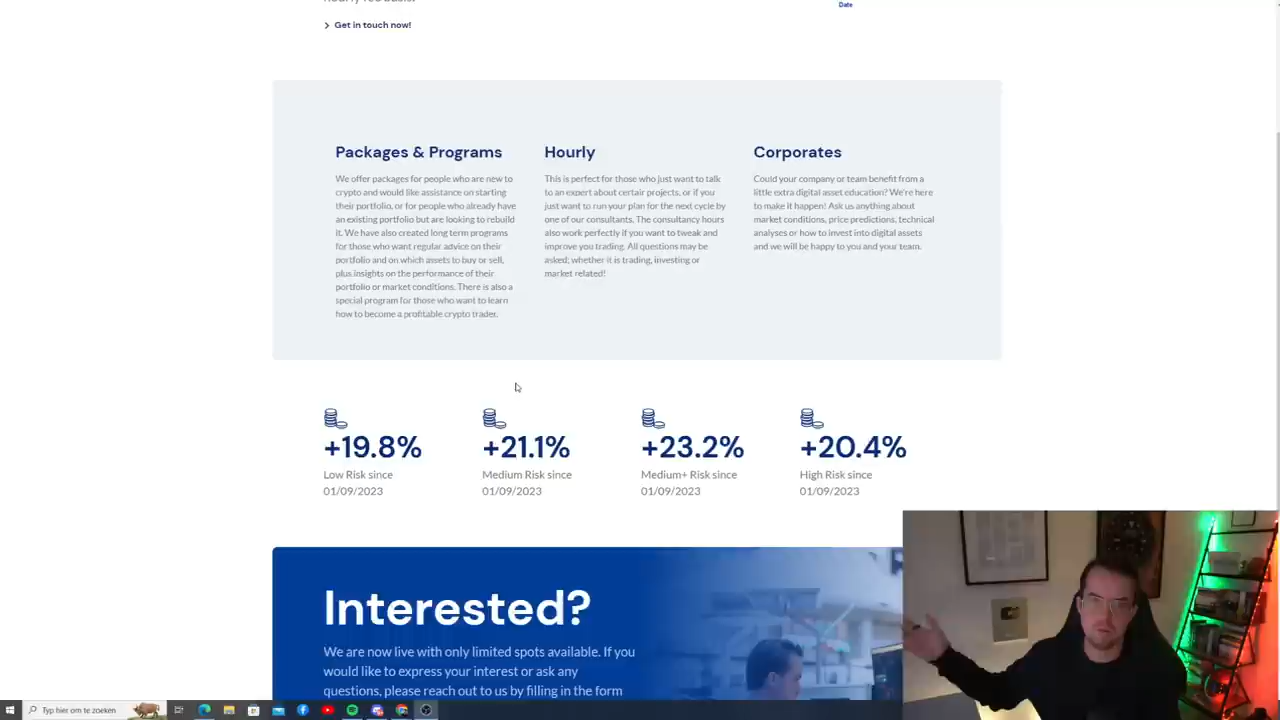 Date
Get in touch now!
Packages & Programs
We offer packages for people who are new to
crypto and would like assistance on starting
their portfolio, or for people who already have
an existing portfolio but are looking to rebuild
it. We have also created long term programs
for those who want regular advice on their
portfolio and on which assets to buy or sell,
plus insights on the performance of their
portfolio or market conditions. There is also a
special program for those who want to learn
how to become a profitable crypto trader.
Hourly
This is perfect for those who just want to talk
to an expert about certain projects, or if you
just want to run your plan for the next cycle by
one of our consultants. The consultancy hours
also work perfectly if you want to tweak and
improve you trading. All questions may be
asked; whether it is trading, investing or
market related!
Corporates
Could your company or team benefit from a
little extra digital asset education? We're here
to make it happen! Ask us anything about
market conditions, price predictions, technical
analyses or how to invest into digital assets
and we will be happy to you and your team.
+19.8%
Low Risk since
01/09/2023
+21.1%
Medium Risk since
01/09/2023
+23.2%
Medium+ Risk since
01/09/2023
+20.4%
High Risk since
01/09/2023
Interested?
We are now live with only limited spots available. If you
would like to express your interest or ask any
questions, please reach out to us by filling in the form
Typ hier om te zoeken